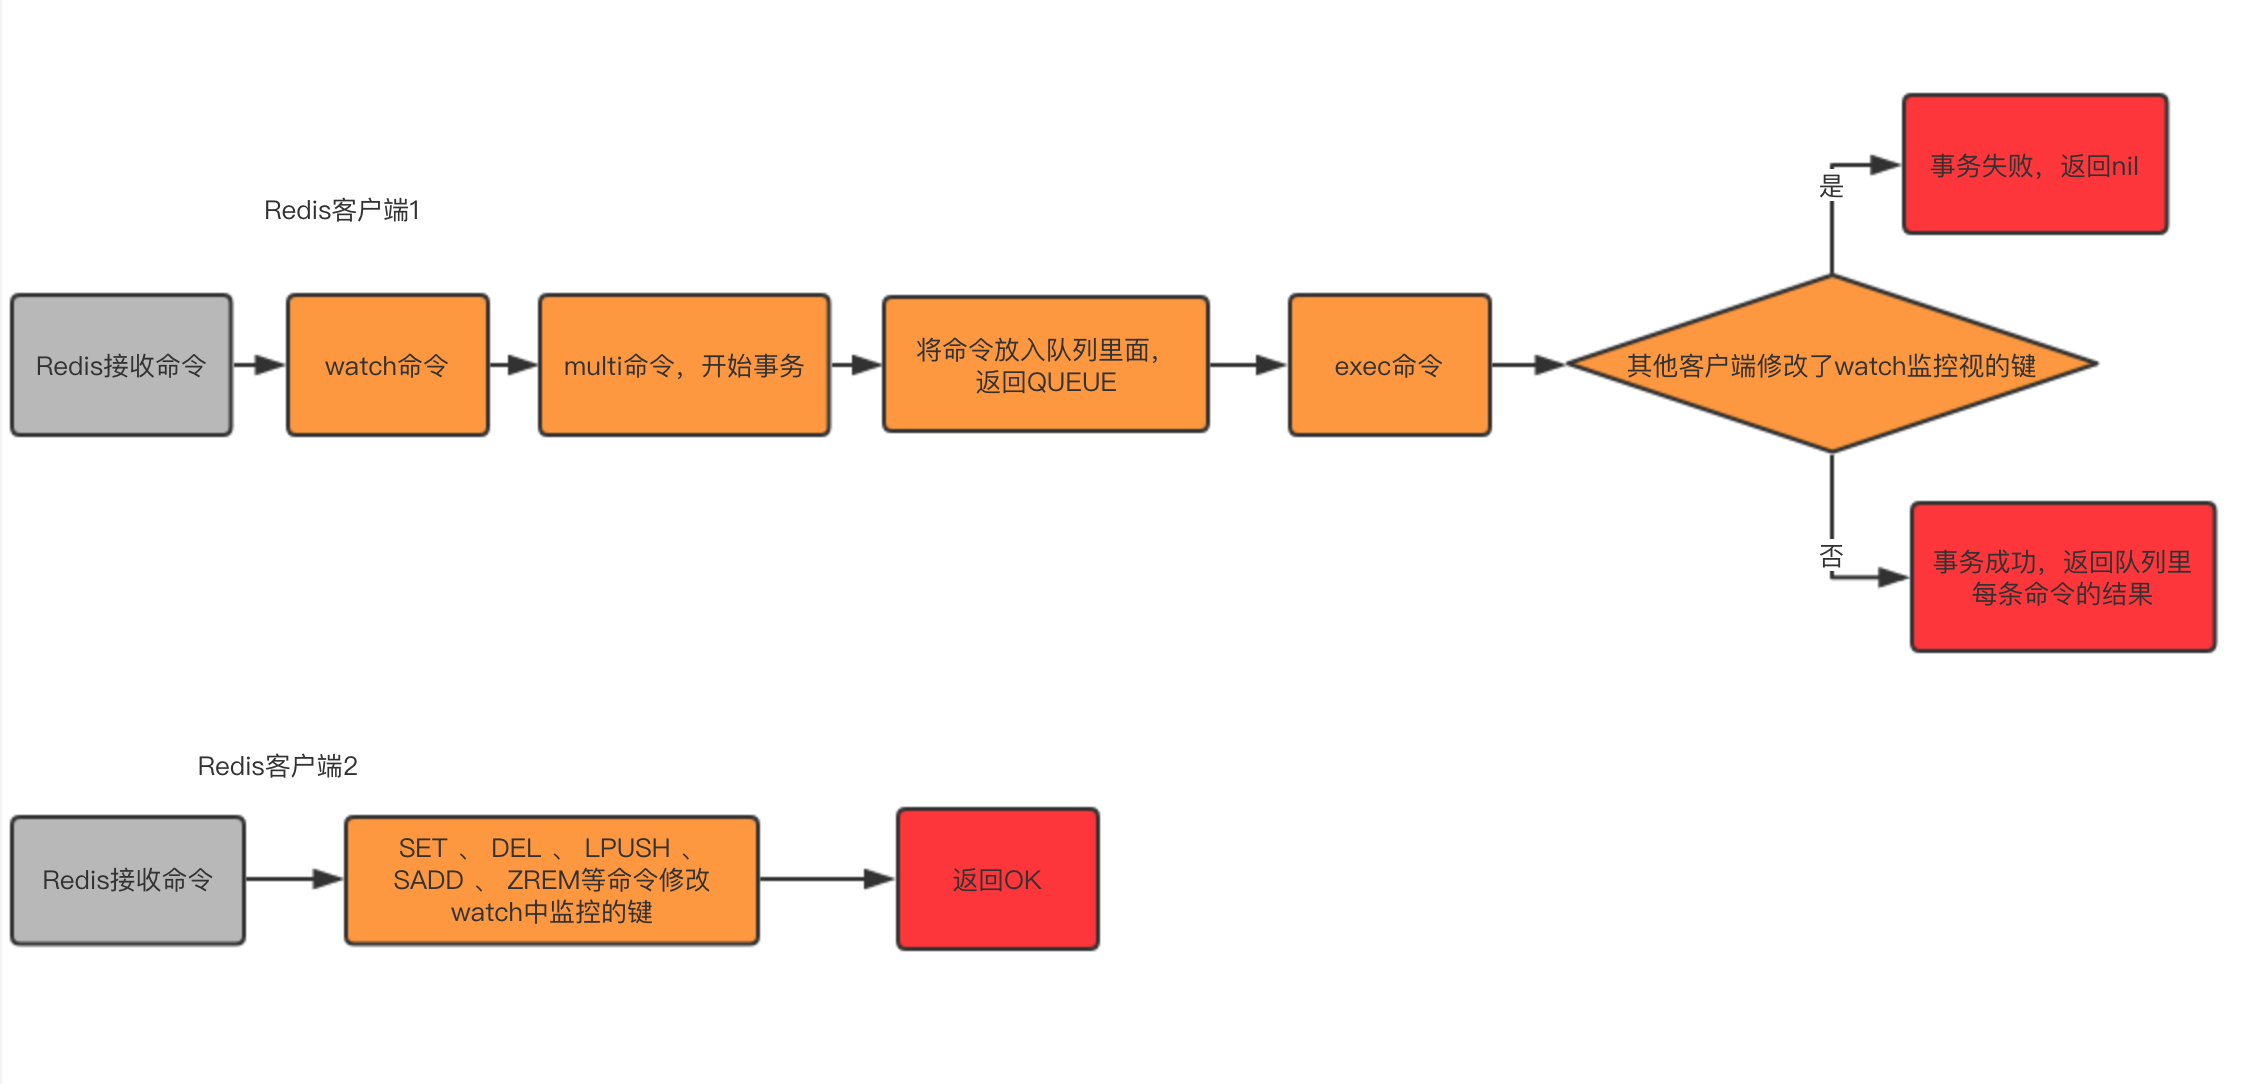 Redis客户端1
Redis接收命令
watch命令
multi命令，开始事务
将命令放入队列里面，
返回QUEUE
exec命令
其他客户端修改了watch监控视的键
是
事务失败，返回nil
否
事务成功，返回队列里
每条命令的结果
Redis客户端2
Redis接收命令
SET 、 DEL 、 LPUSH 、
SADD 、 ZREM等命令修改
watch中监控的键
返回OK